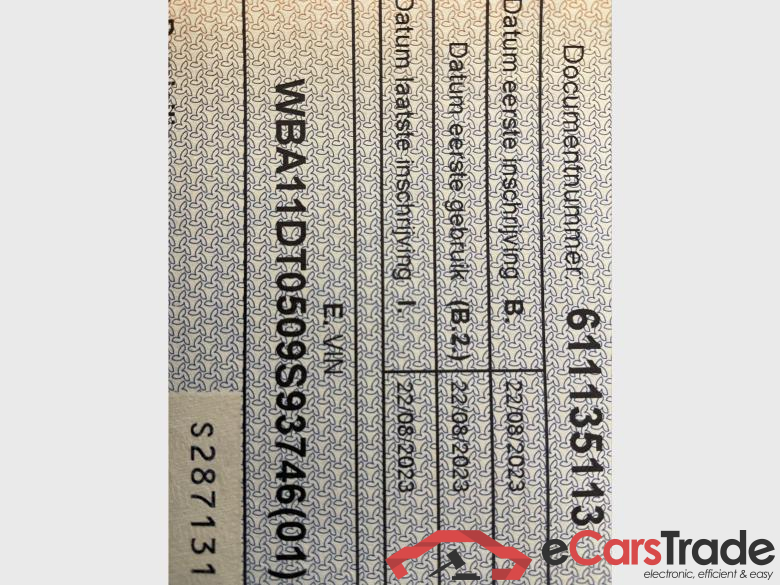 Documentnummer 611135113
Datum eerste inschrijving B. 22/08/2023
Datum eerste gebruik (B.2.) 22/08/2023
Datum laatste inschrijving I. 22/08/2023
E. VIN
WBA11DT0509S93746(01)
S287131
eCarsTrade
electronic, efficient & easy